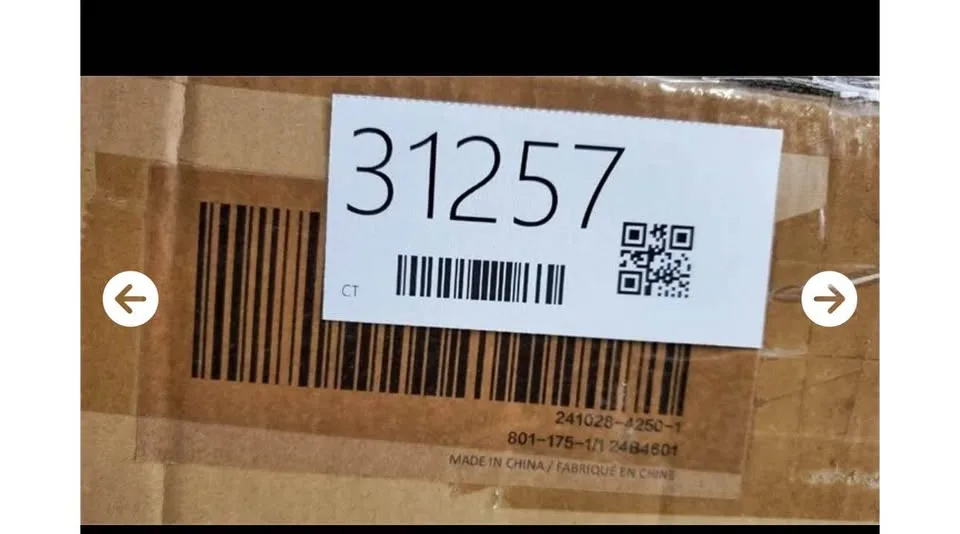 31257
CT
241028-4250-1
801-175-1/1 24B4601
MADE IN CHINA / FABRIQUÉ EN CHINE